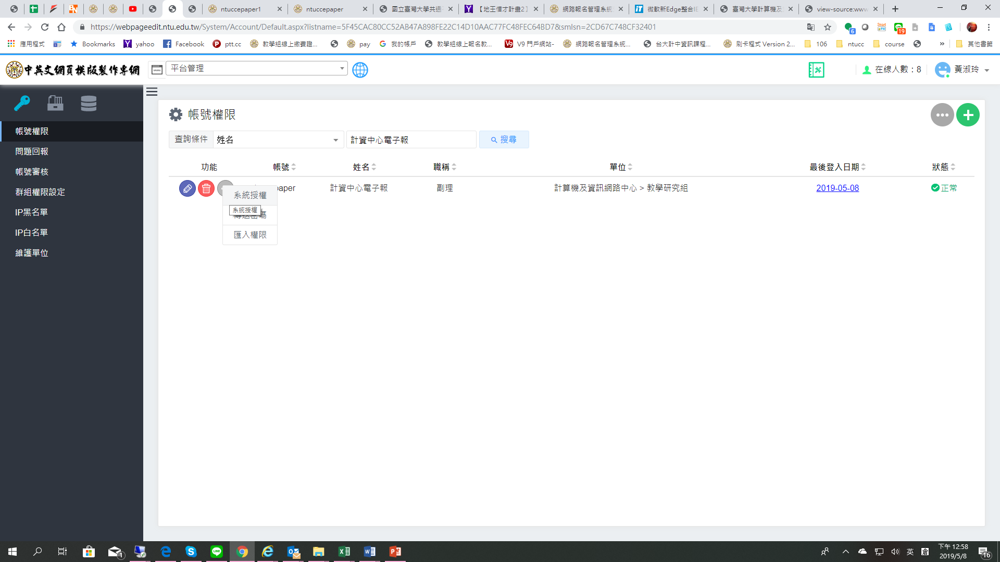 ntuccepaper1
ntuccepaper
國立臺灣大學共通
【地王惜才計畫2】
網路報名管理系統
微軟新Edge整合IE
臺灣大學計算機及
view-source:www
https://webpageedit.ntu.edu.tw/System/Account/Default.aspx?listname=5F45CAC80CC52AB47A898FE22C14D10AAC77FC48FEC64BD7&smlsn=2CD67C748CF32401
6
19
應用程式
Bookmarks
yahoo
Facebook
ptt.cc
教學組線上繳費證...
pay
我的帳戶
教學組線上報名教...
V9 門戶網站-
網路報名管理系統...
台大計中資訊課程...
刷卡程式 Version 2...
106
ntucc
course
»
其他書籤
中英文網頁模版製作專網
平台管理
在線人數：8
黃淑玲
帳號權限
問題回報
帳號審核
群組權限設定
IP黑名單
IP白名單
維護單位
帳號權限
查詢條件
姓名
計資中心電子報
搜尋
功能
帳號
姓名
職稱
單位
最後登入日期
狀態
paper
計資中心電子報
副理
計算機及資訊網路中心 > 教學研究組
2019-05-08
正常
系統授權
系統授權
匯入權限
1
英
下午 12:58
2019/5/8
16